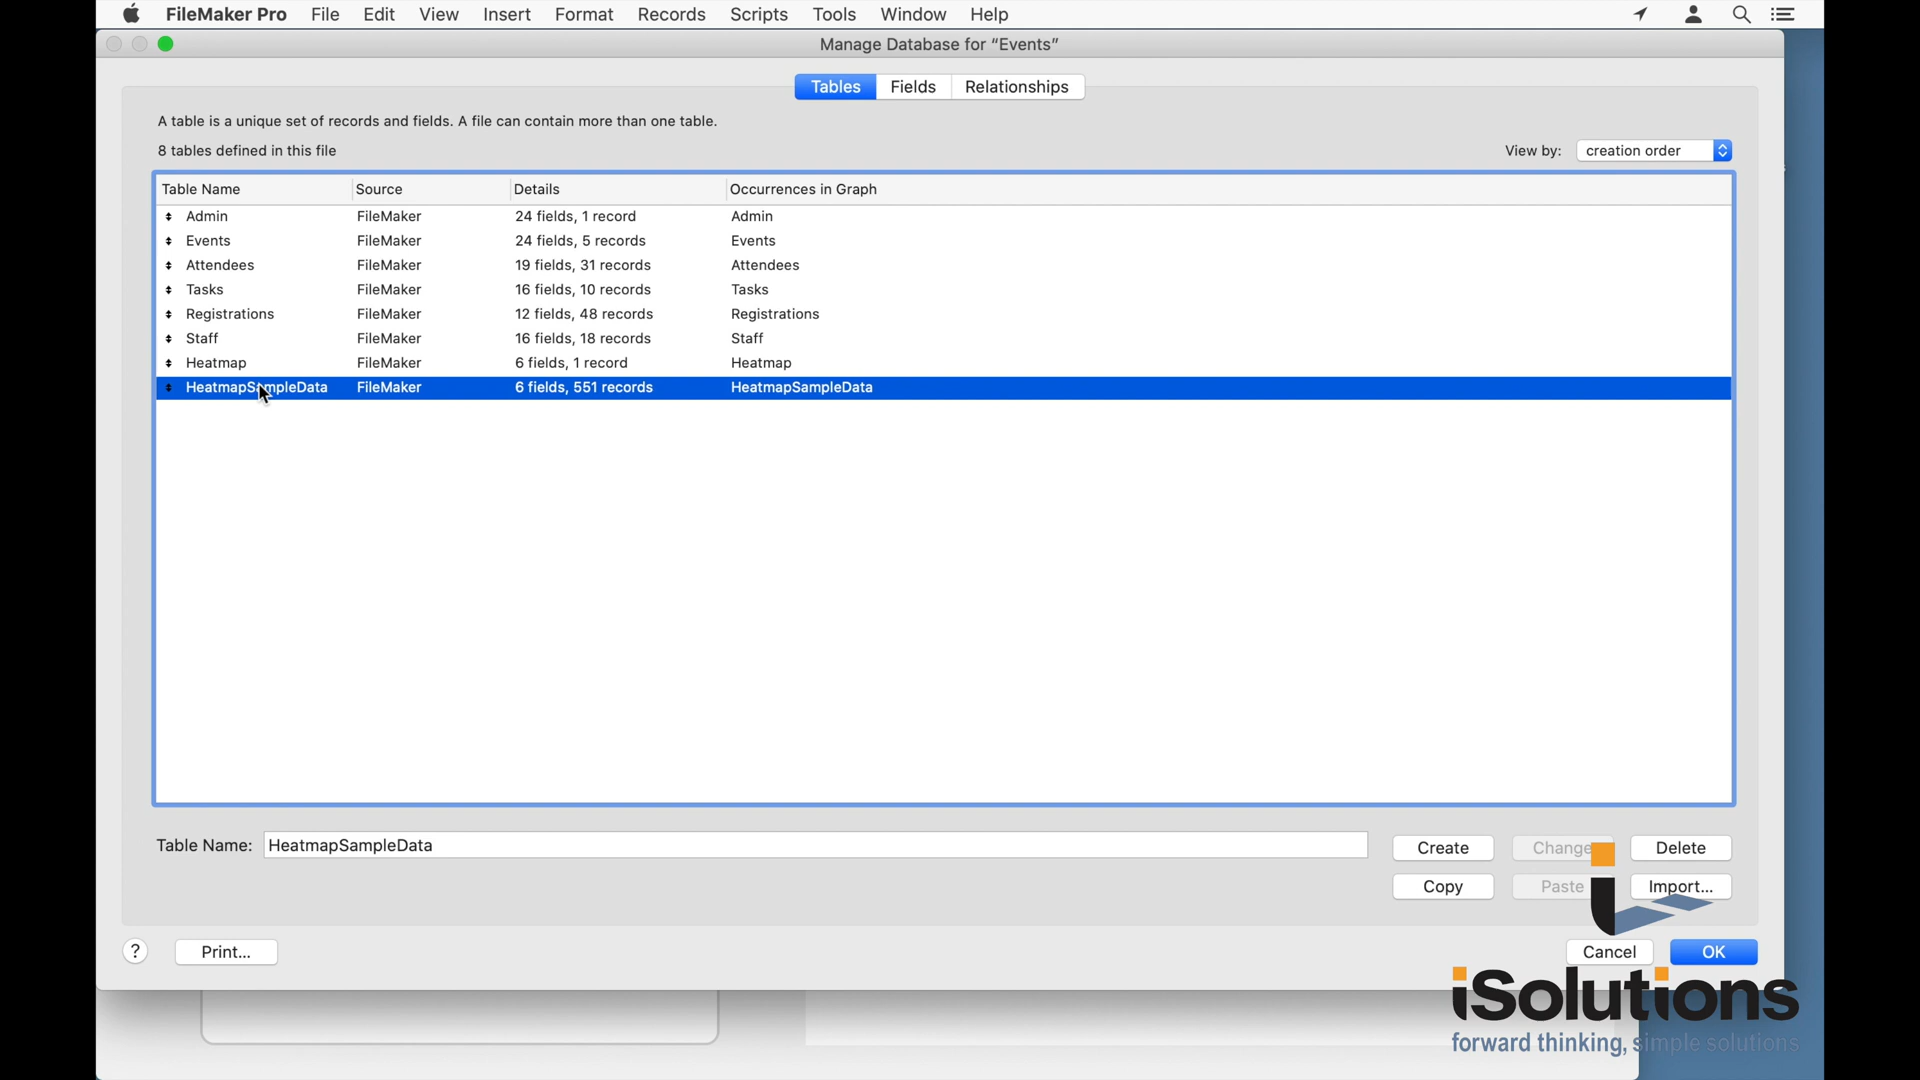 FileMaker Pro File Edit View Insert Format Records Scripts Tools Window Help
Manage Database for “Events”
Tables Fields Relationships
A table is a unique set of records and fields. A file can contain more than one table.
8 tables defined in this file View by: creation order
Table Name Source Details Occurrences in Graph
Admin FileMaker 24 fields, 1 record Admin
Events FileMaker 24 fields, 5 records Events
Attendees FileMaker 19 fields, 31 records Attendees
Tasks FileMaker 16 fields, 10 records Tasks
Registrations FileMaker 12 fields, 48 records Registrations
Staff FileMaker 16 fields, 18 records Staff
Heatmap FileMaker 6 fields, 1 record Heatmap
HeatmapSampleData FileMaker 6 fields, 551 records HeatmapSampleData
Table Name: HeatmapSampleData Create Change Delete
Copy Paste Import...
? Print... Cancel OK
iSolutions
forward thinking, simple solutions